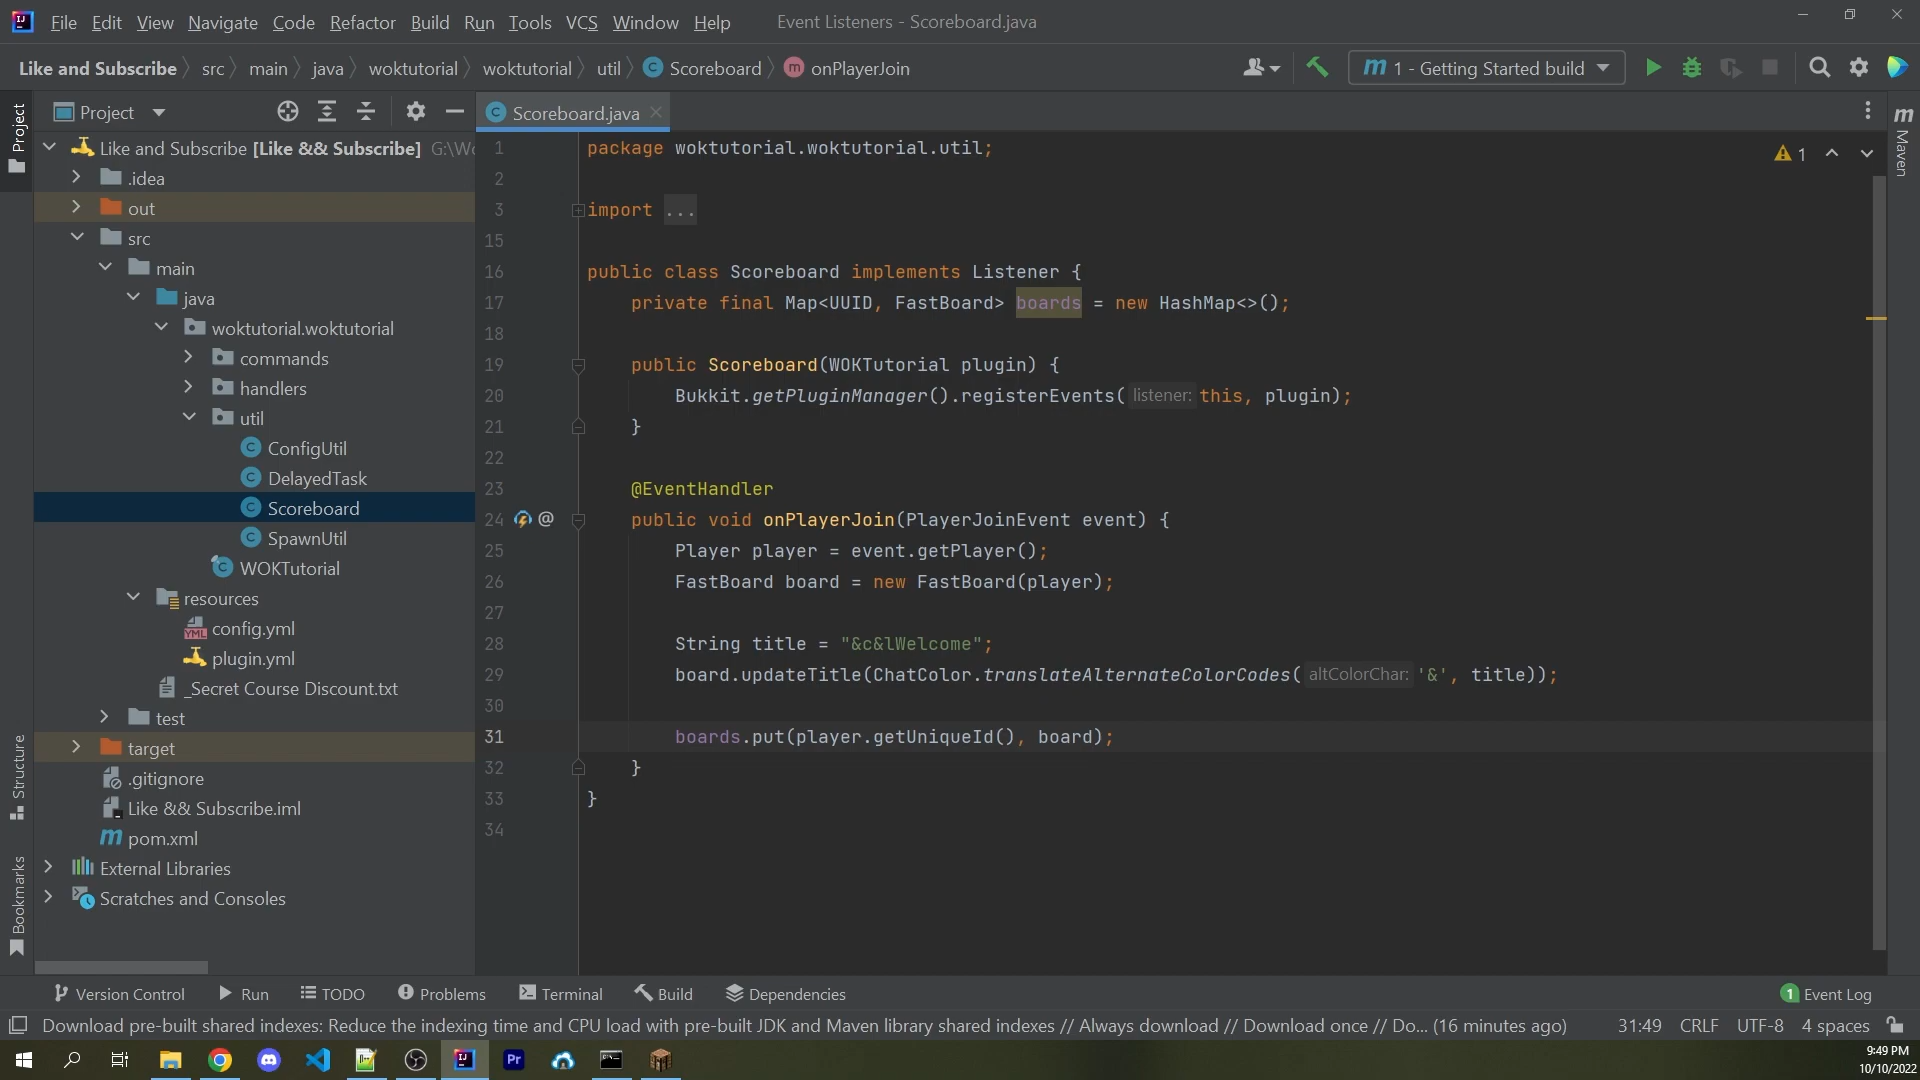 File Edit View Navigate Code Refactor Build Run Tools VCS Window Help Event Listeners - Scoreboard.java
Like and Subscribe src main java woktutorial woktutorial util Scoreboard onPlayerJoin 1 - Getting Started build
Project
Scoreboard.java
Project
Maven
Like and Subscribe [Like && Subscribe]
.idea
out
src
main
java
woktutorial.woktutorial
commands
handlers
util
ConfigUtil
DelayedTask
Scoreboard
SpawnUtil
WOKTutorial
resources
config.yml
plugin.yml
_Secret Course Discount.txt
test
target
.gitignore
Like && Subscribe.iml
pom.xml
External Libraries
Scratches and Consoles
Structure
Bookmarks
1 package woktutorial.woktutorial.util;
1
2
3 import ...
15
16 public class Scoreboard implements Listener {
17 private final Map<UUID, FastBoard> boards = new HashMap<>();
18
19 public Scoreboard(WOKTutorial plugin) {
20 Bukkit.getPluginManager().registerEvents( listener: this, plugin);
21 }
22
23 @EventHandler
24 @ public void onPlayerJoin(PlayerJoinEvent event) {
25 Player player = event.getPlayer();
26 FastBoard board = new FastBoard(player);
27
28 String title = "&c&lWelcome";
29 board.updateTitle(ChatColor.translateAlternateColorCodes( altColorChar: '&', title));
30
31 boards.put(player.getUniqueId(), board);
32 }
33 }
34
Version Control Run TODO Problems Terminal Build Dependencies 1 Event Log
Download pre-built shared indexes: Reduce the indexing time and CPU load with pre-built JDK and Maven library shared indexes // Always download // Download once // Do... (16 minutes ago) 31:49 CRLF UTF-8 4 spaces
9:49 PM
10/10/2022